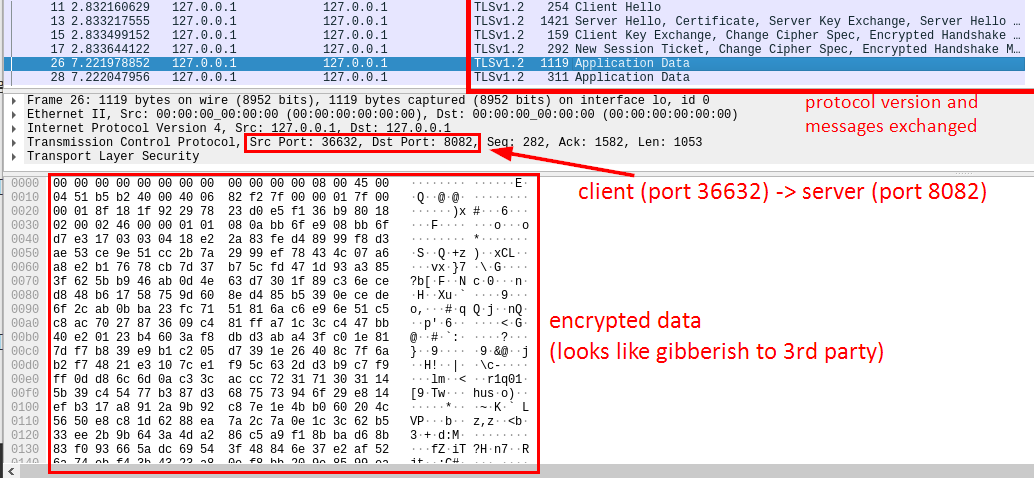 11 2.832160629 127.0.0.1 127.0.0.1 TLSv1.2 254 Client Hello
13 2.833217555 127.0.0.1 127.0.0.1 TLSv1.2 1421 Server Hello, Certificate, Server Key Exchange, Server Hello …
15 2.833499152 127.0.0.1 127.0.0.1 TLSv1.2 159 Client Key Exchange, Change Cipher Spec, Encrypted Handshake …
17 2.833644122 127.0.0.1 127.0.0.1 TLSv1.2 292 New Session Ticket, Change Cipher Spec, Encrypted Handshake M…
26 7.221978852 127.0.0.1 127.0.0.1 TLSv1.2 1119 Application Data
28 7.222047956 127.0.0.1 127.0.0.1 TLSv1.2 311 Application Data
protocol version and
messages exchanged
Frame 26: 1119 bytes on wire (8952 bits), 1119 bytes captured (8952 bits) on interface lo, id 0
Ethernet II, Src: 00:00:00_00:00:00 (00:00:00:00:00:00), Dst: 00:00:00_00:00:00 (00:00:00:00:00:00)
Internet Protocol Version 4, Src: 127.0.0.1, Dst: 127.0.0.1
Transmission Control Protocol, Src Port: 36632, Dst Port: 8082, Seq: 282, Ack: 1582, Len: 1053
Transport Layer Security
client (port 36632) -> server (port 8082)
0000 00 00 00 00 00 00 00 00 00 00 00 00 08 00 45 00 ········ ······E·
0010 04 51 b5 b2 40 00 40 06 82 f2 7f 00 00 01 7f 00 ·Q··@·@· ········
0020 00 01 8f 18 1f 92 29 78 23 d0 e5 f1 36 b9 80 18 ······)x #···6···
0030 02 00 02 46 00 00 01 01 08 0a bb 6f e9 08 bb 6f ···F···· ···o···o
0040 d7 e3 17 03 03 04 18 e2 2a 83 fe d4 89 99 f8 d3 ········ *·······
0050 ae 53 ce 9e 51 cc 2b 7a 29 99 ef 78 43 4c 07 a6 ·S··Q·+z )··xCL··
0060 a8 e2 b1 76 78 cb 7d 37 b7 5c fd 47 1d 93 a3 85 ···vx·}7 ·\·G····
0070 3f 62 5b b9 46 ab 0d 4e 63 d7 30 1f 89 c3 6e ce ?b[·F··N c·0···n·
0080 d8 48 b6 17 58 75 9d 60 8e d4 85 b5 39 0e ce de ·H··Xu·` ····9···
0090 6f 2c ab 0b ba 23 fc 71 51 81 6a c6 e9 6e 51 c5 o,···#·q Q·j··nQ·
00a0 c8 ac 70 27 87 36 09 c4 81 ff a7 1c 3c c4 47 bb ··p'·6·· ····<·G·
00b0 40 e2 01 23 b4 60 3a f8 db d3 ab a4 3f c0 1e 81 @··#·`:· ····?···
00c0 7d f7 b8 39 e9 b1 c2 05 d7 39 1e 26 40 8c 7f 6a }··9···· ·9·&@··j
00d0 b2 f7 48 21 e3 10 7c e1 f9 5c 63 2d d3 b9 c7 f9 ··H!··|· ·\c-····
00e0 ff 0d d8 6c 6d 0a c3 3c ac cc 72 31 71 30 31 14 ···lm··< ··r1q01·
00f0 5b 39 c4 54 77 b3 87 d3 68 75 73 94 6f 29 e8 14 [9·Tw··· hus·o)··
0100 ef b3 17 a8 91 2a 9b 92 c8 7e 1e 4b b0 60 20 4c ·····*·· ·~·K·` L
0110 56 50 e8 c8 1d 62 88 ea 7a 2c 7a 0e 1c 3c 62 b5 VP···b·· z,z··<b·
0120 33 ee 2b 9b 64 3a 4d a2 86 c5 a9 f1 8b ba d6 8b 3·+·d:M· ········
0130 83 f0 93 66 5a dc 69 54 3f 48 84 6e 37 e2 af 52 ···fZ·iT ?H·n7··R
encrypted data
(looks like gibberish to 3rd party)